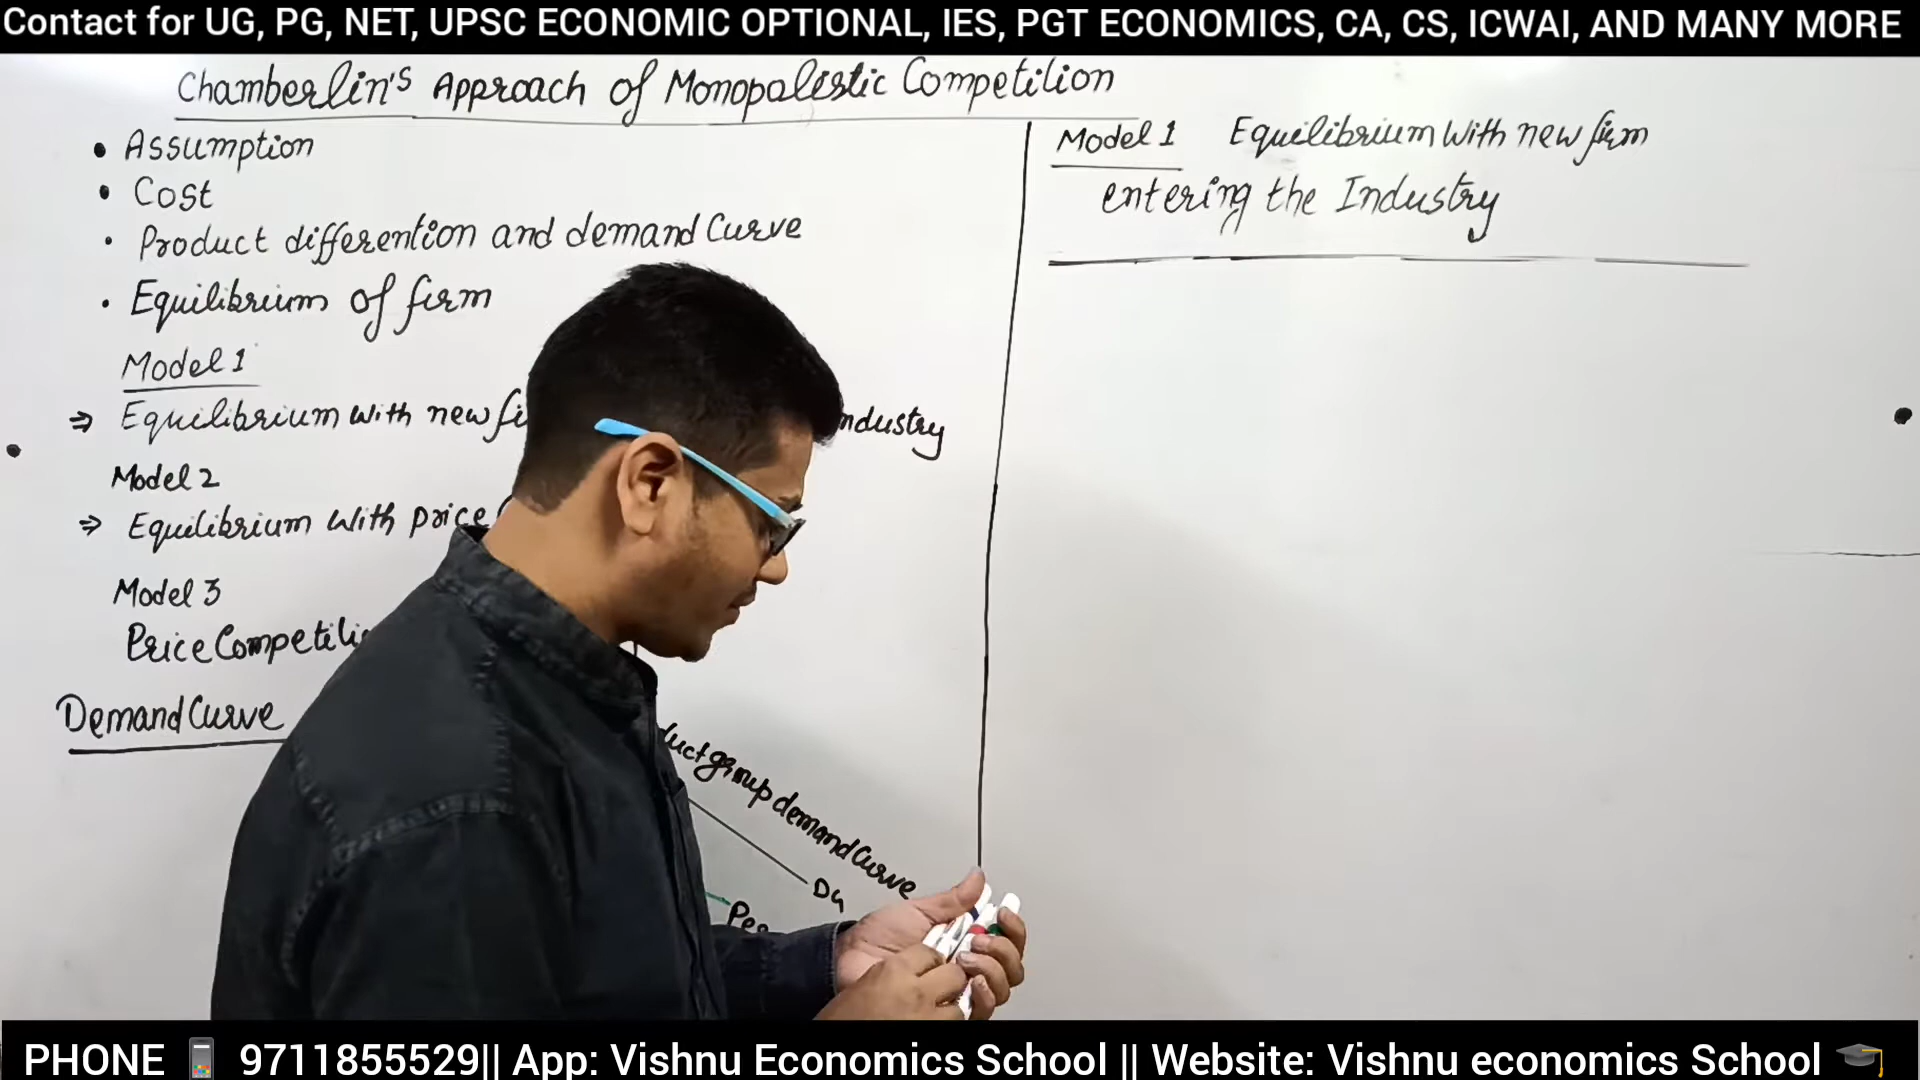 Contact for UG, PG, NET, UPSC ECONOMIC OPTIONAL, IES, PGT ECONOMICS, CA, CS, ICWAI, AND MANY MORE
Chamberlin's Approach of Monopalistic Competition
• Assumption
• Cost
• Product differention and demand Curve
• Equilibrium of firm
Model 1
⇒ Equilibrium with new fi ndustry
Model 2
⇒ Equilibrium with price
Model 3
Price Competiti
Demand Curve
duct group demand Curve
Model 1 Equilibrium With new firm
entering the Industry
PHONE 📱 9711855529|| App: Vishnu Economics School || Website: Vishnu economics School 🎓